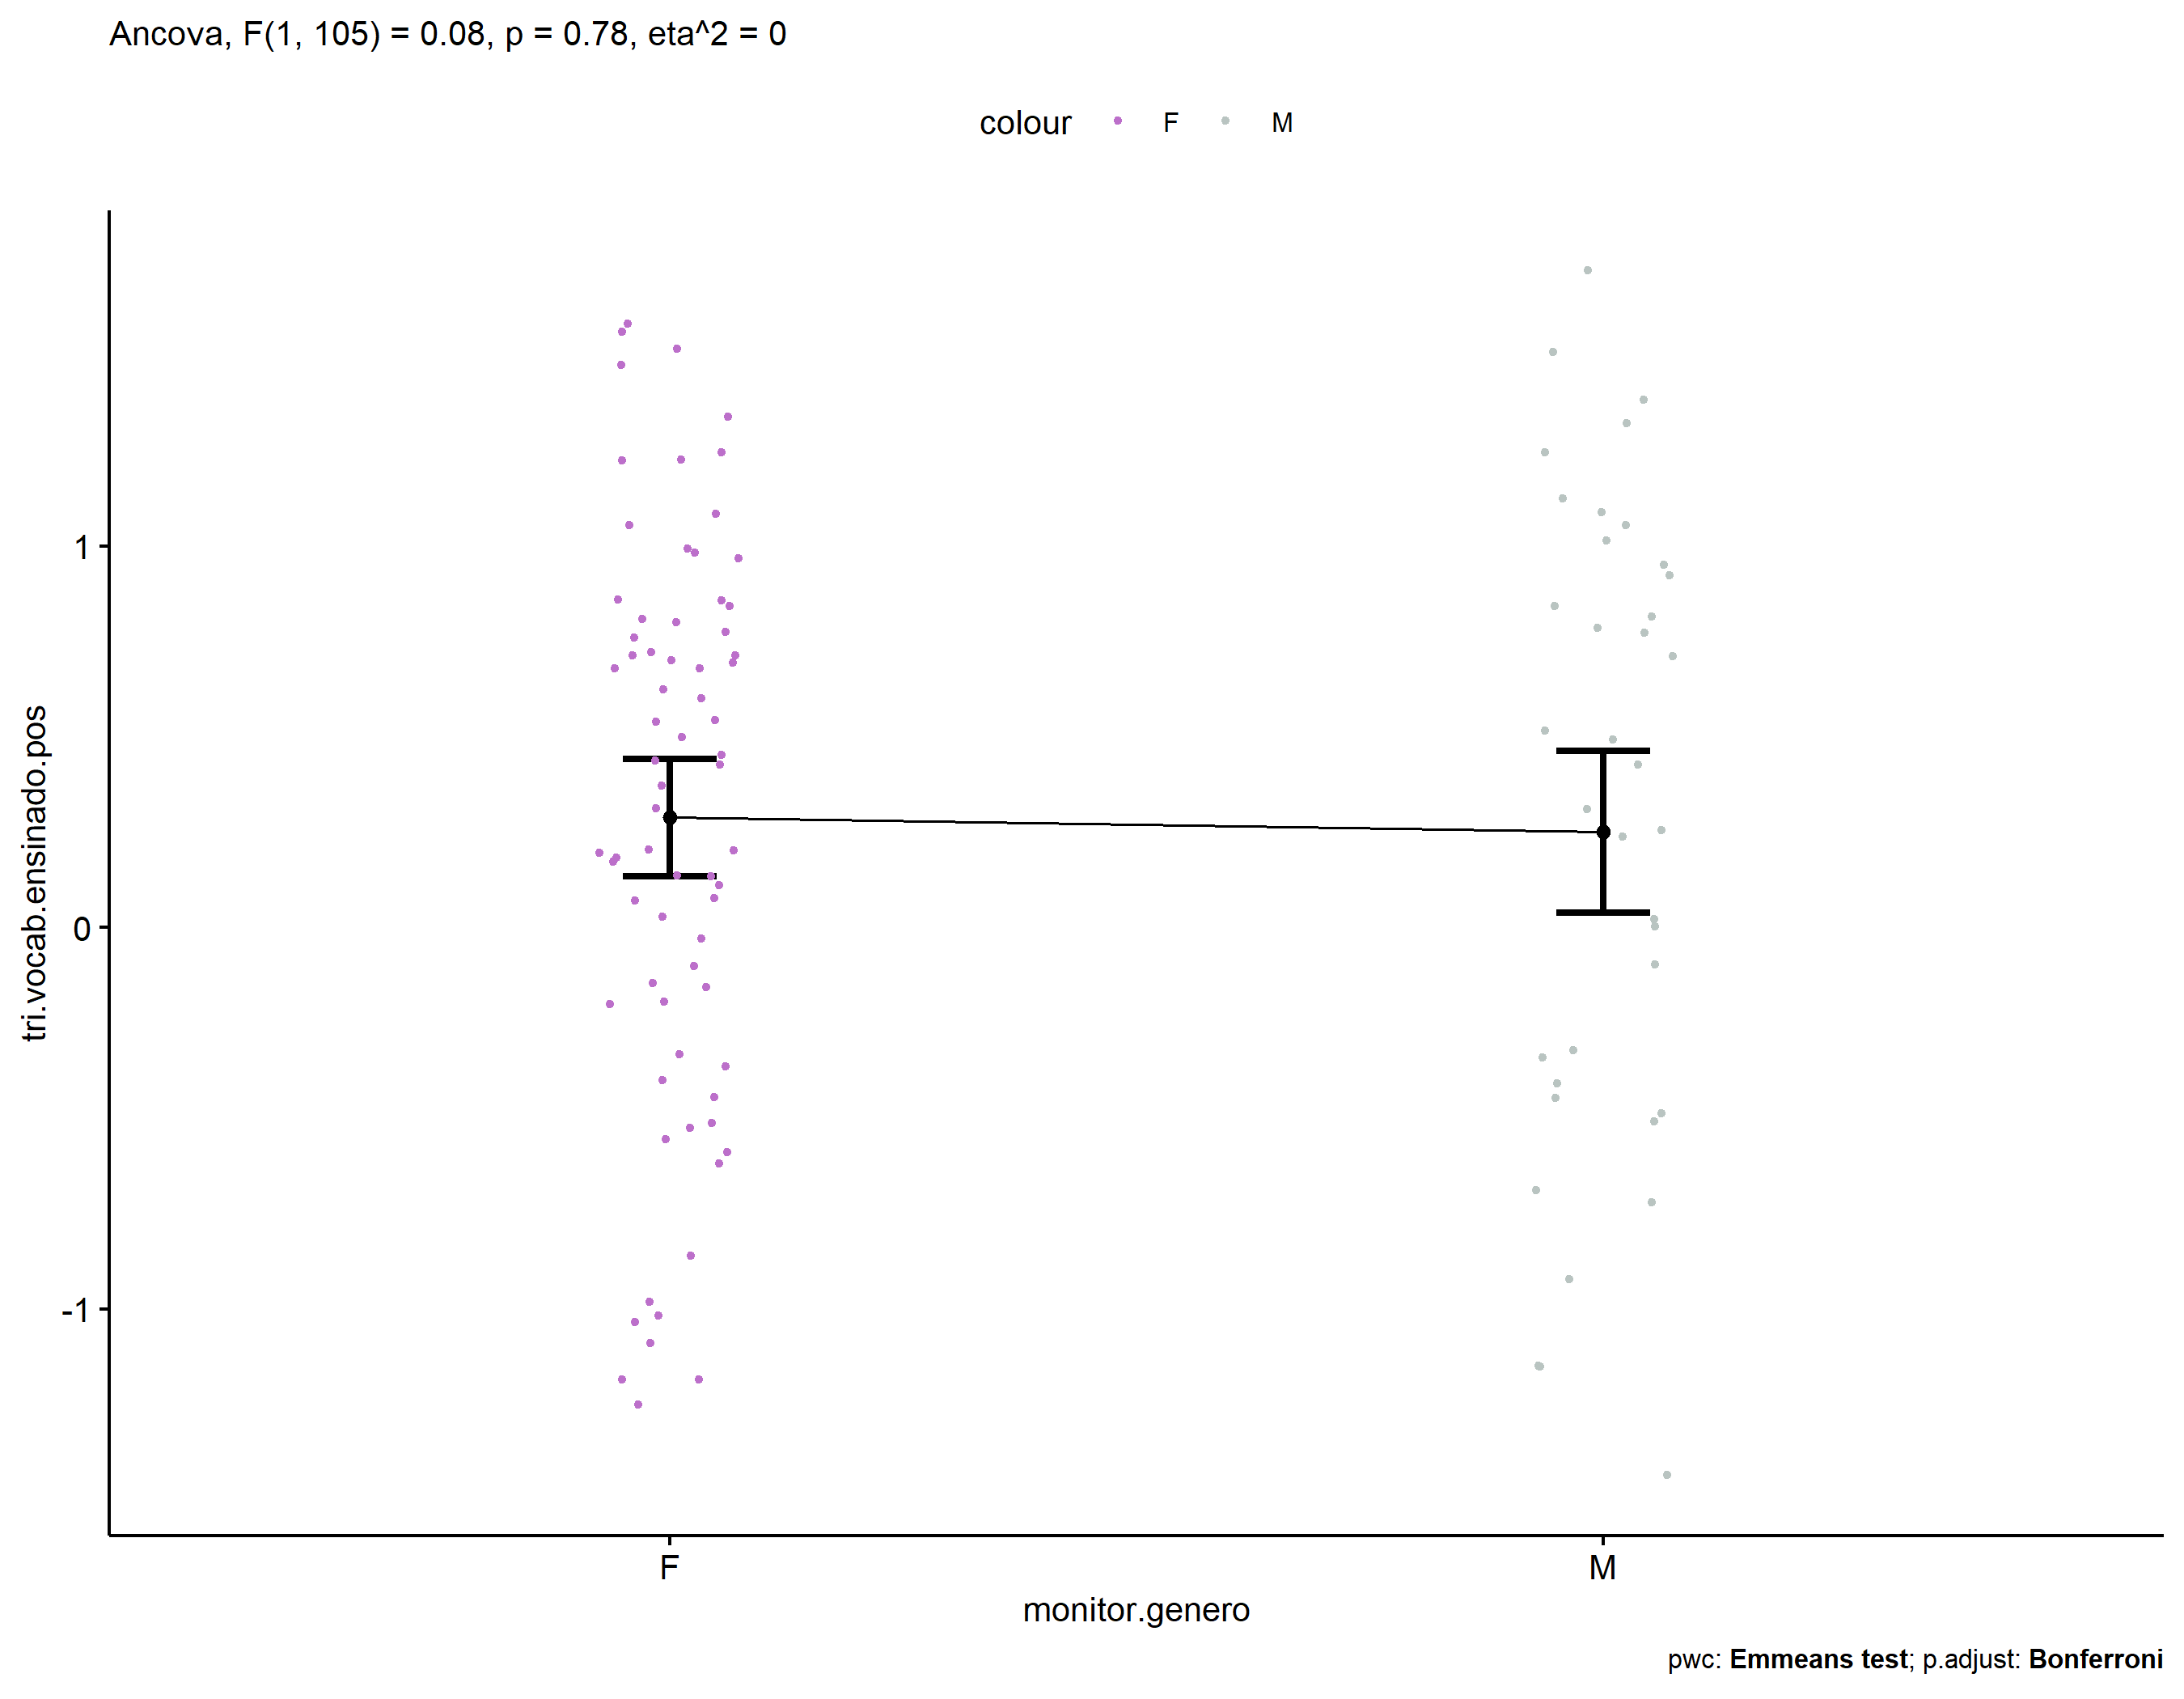 Ancova, F(1, 105) = 0.08, p = 0.78, eta^2 = 0
colour F M
tri.vocab.ensinado.pos
1
0
-1
F M
monitor.genero
pwc: Emmeans test; p.adjust: Bonferroni